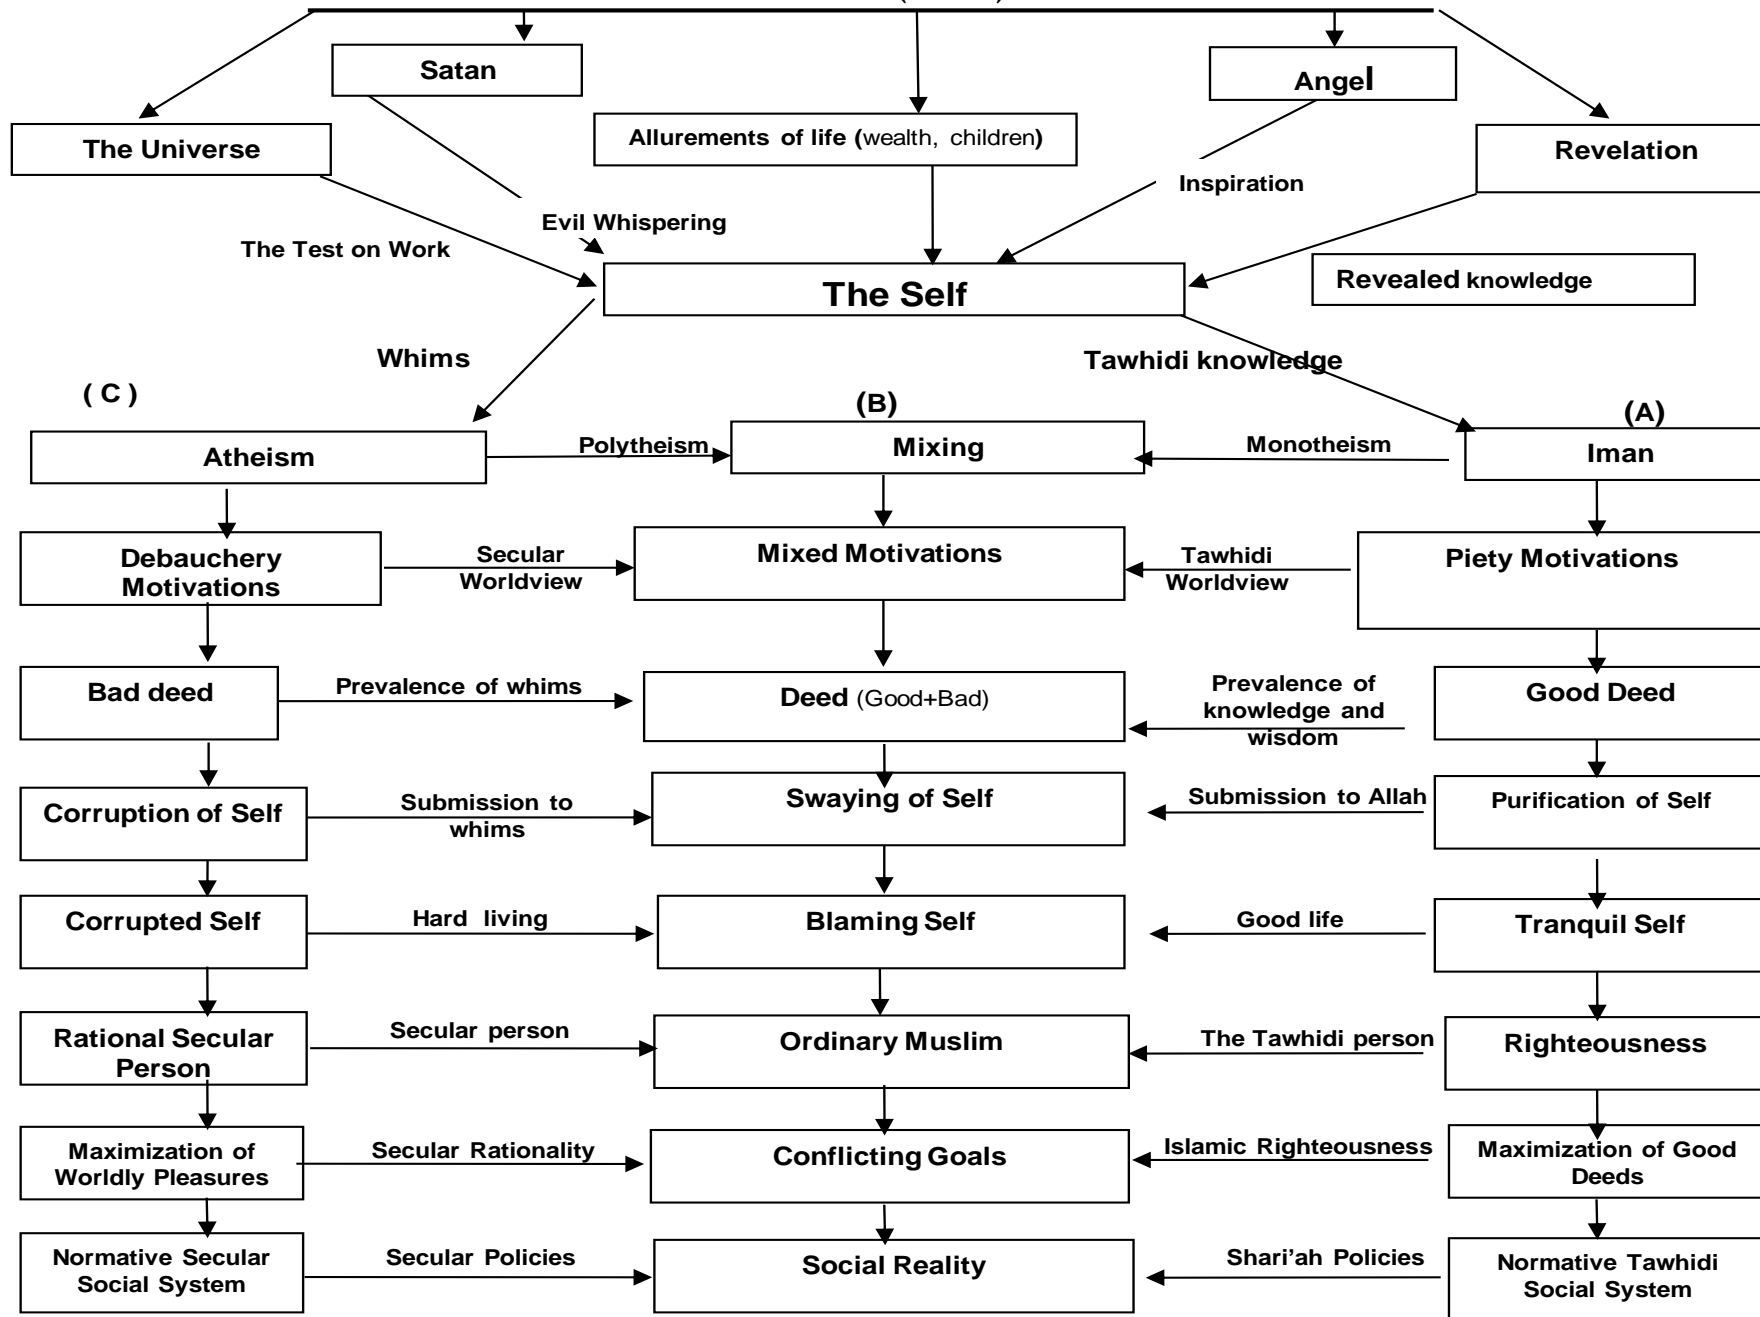 Satan
Angel
Allurements of life (wealth, children)
The Universe
Revelation
Inspiration
Evil Whispering
The Test on Work
The Self
Revealed knowledge
Whims
Tawhidi knowledge
( C )
(B)
(A)
Atheism
Polytheism
Mixing
Monotheism
Iman
Debauchery
Motivations
Secular
Worldview
Mixed Motivations
Tawhidi
Worldview
Piety Motivations
Bad deed
Prevalence of whims
Deed (Good+Bad)
Prevalence of
knowledge and
wisdom
Good Deed
Corruption of Self
Submission to
whims
Swaying of Self
Submission to Allah
Purification of Self
Corrupted Self
Hard living
Blaming Self
Good life
Tranquil Self
Rational Secular
Person
Secular person
Ordinary Muslim
The Tawhidi person
Righteousness
Maximization of
Worldly Pleasures
Secular Rationality
Conflicting Goals
Islamic Righteousness
Maximization of Good
Deeds
Normative Secular
Social System
Secular Policies
Social Reality
Shari’ah Policies
Normative Tawhidi
Social System